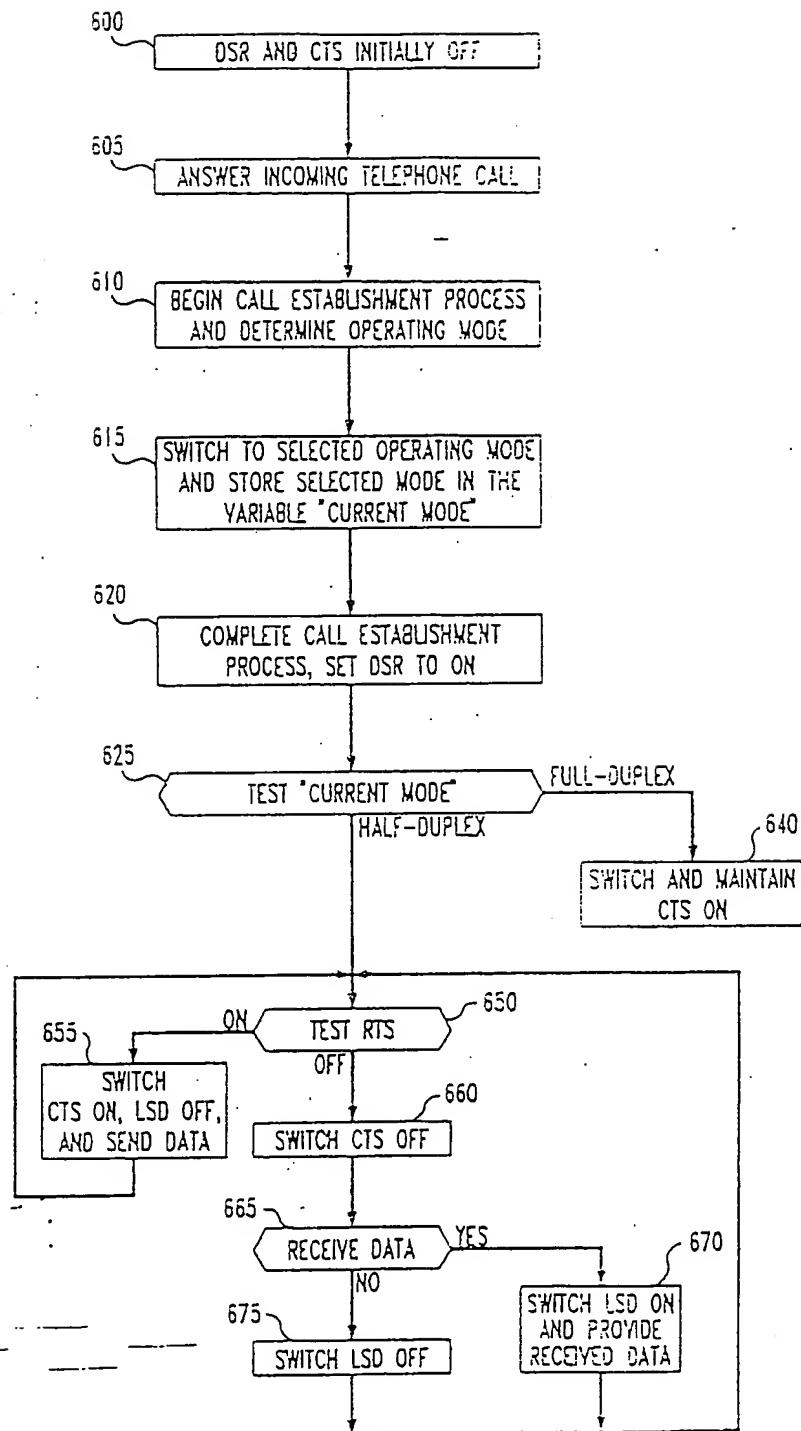 600
DSR AND CTS INITIALLY OFF
605
ANSWER INCOMING TELEPHONE CALL
610
BEGIN CALL ESTABLISHMENT PROCESS
AND DETERMINE OPERATING MODE
615
SWITCH TO SELECTED OPERATING MODE
AND STORE SELECTED MODE IN THE
VARIABLE "CURRENT MODE"
620
COMPLETE CALL ESTABLISHMENT
PROCESS, SET DSR TO ON
625
TEST "CURRENT MODE"
FULL-DUPLEX
HALF-DUPLEX
640
SWITCH AND MAINTAIN
CTS ON
650
TEST RTS
ON
OFF
655
SWITCH
CTS ON, LSD OFF,
AND SEND DATA
660
SWITCH CTS OFF
665
RECEIVE DATA
YES
NO
670
SWITCH LSD ON
AND PROVIDE
RECEIVED DATA
675
SWITCH LSD OFF